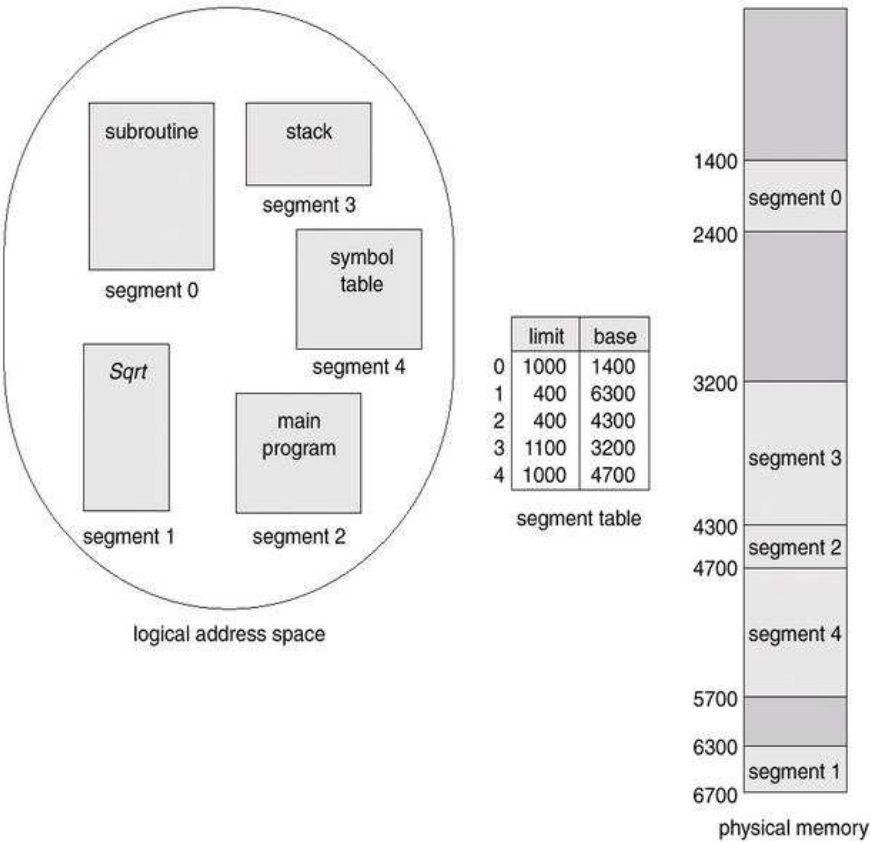 subroutine
segment 0
stack
segment 3
symbol
table
segment 4
Sqrt
segment 1
main
program
segment 2
logical address space
limit base
0 1000 1400
1 400 6300
2 400 4300
3 1100 3200
4 1000 4700
segment table
1400
segment 0
2400
3200
segment 3
4300
segment 2
4700
segment 4
5700
6300
segment 1
6700
physical memory